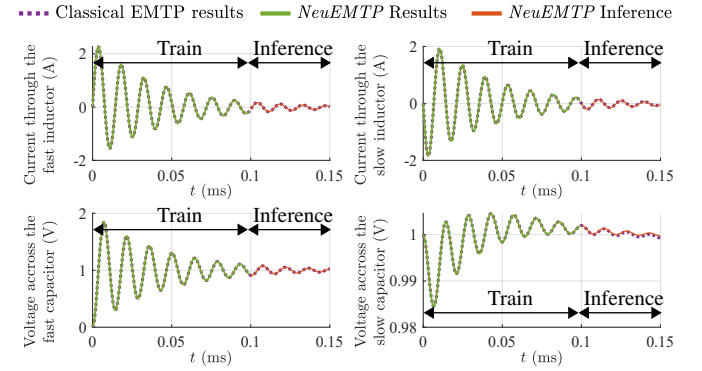 Classical EMTP results NeuEMTP Results NeuEMTP Inference
Current through the
fast inductor (A)
2
0
-2
Train Inference
0 0.05 0.1 0.15
t (ms)
Current through the
slow inductor (A)
2
0
-2
Train Inference
0 0.05 0.1 0.15
t (ms)
Voltage accross the
fast capacitor (V)
2
1
0
Train Inference
0 0.05 0.1 0.15
t (ms)
Voltage accross the
slow capacitor (V)
1
0.99
0.98
Train Inference
0 0.05 0.1 0.15
t (ms)